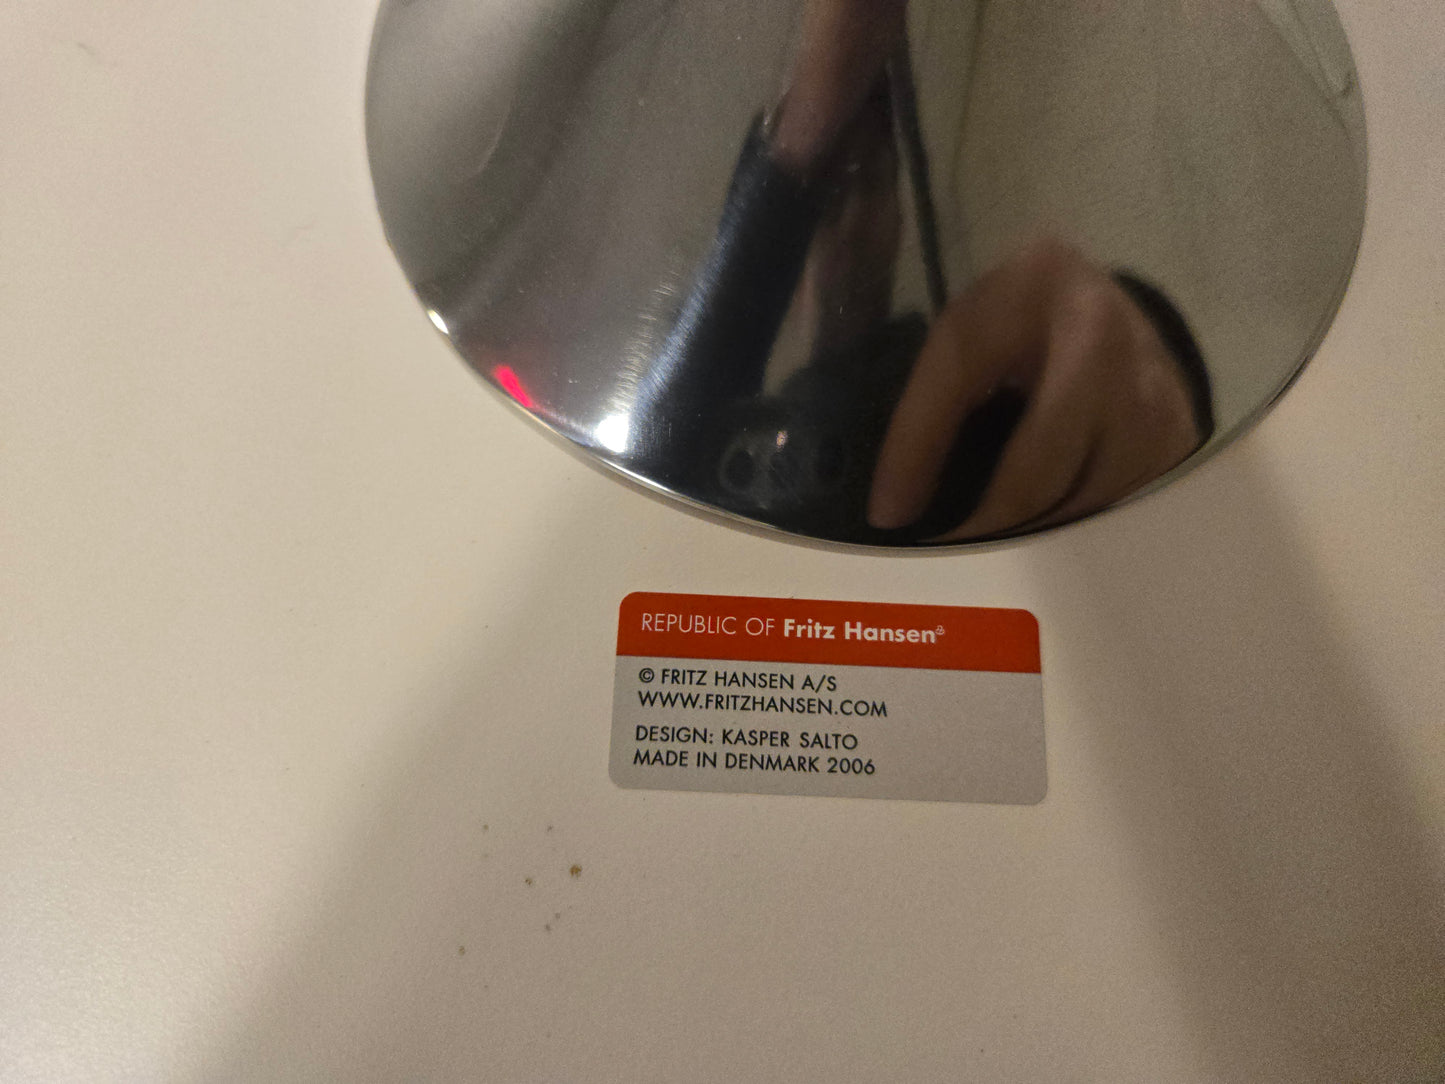 REPUBLIC OF Fritz Hansen®
© FRITZ HANSEN A/S
WWW.FRITZHANSEN.COM
DESIGN: KASPER SALTO
MADE IN DENMARK 2006